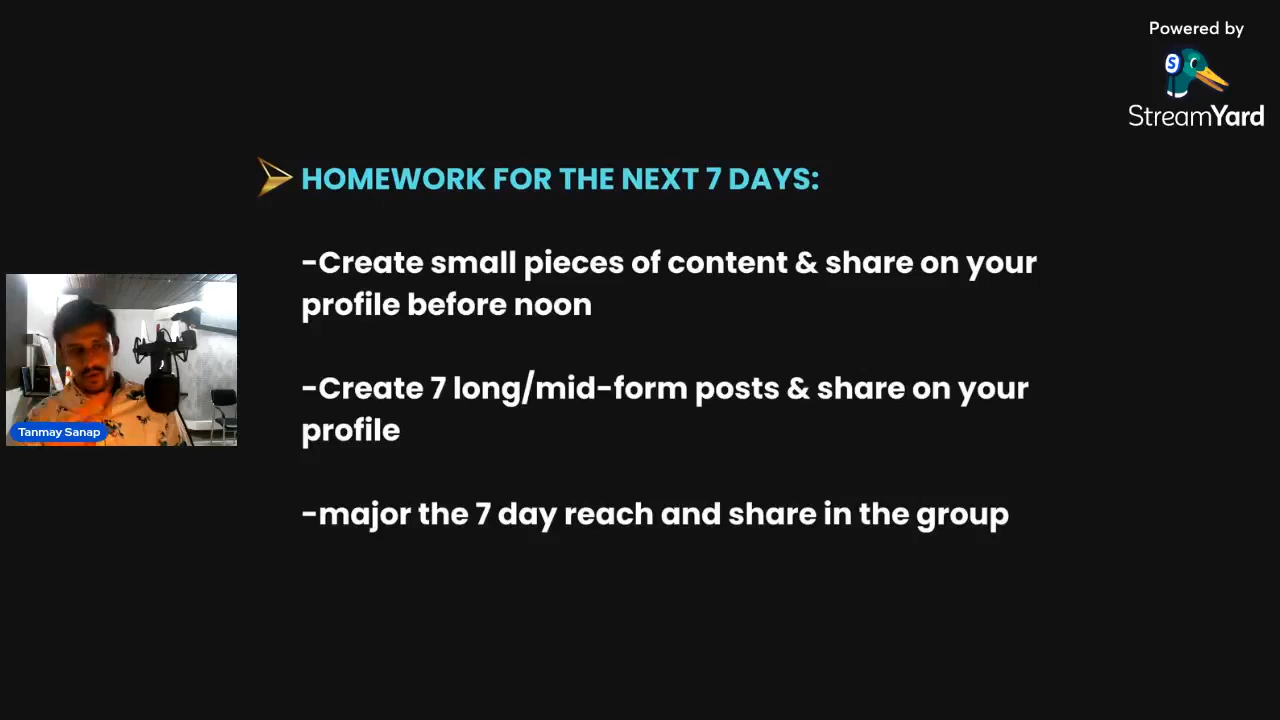 Powered by
S
StreamYard
HOMEWORK FOR THE NEXT 7 DAYS:
-Create small pieces of content & share on your
profile before noon
-Create 7 long/mid-form posts & share on your
profile
-major the 7 day reach and share in the group
Tanmay Sanap